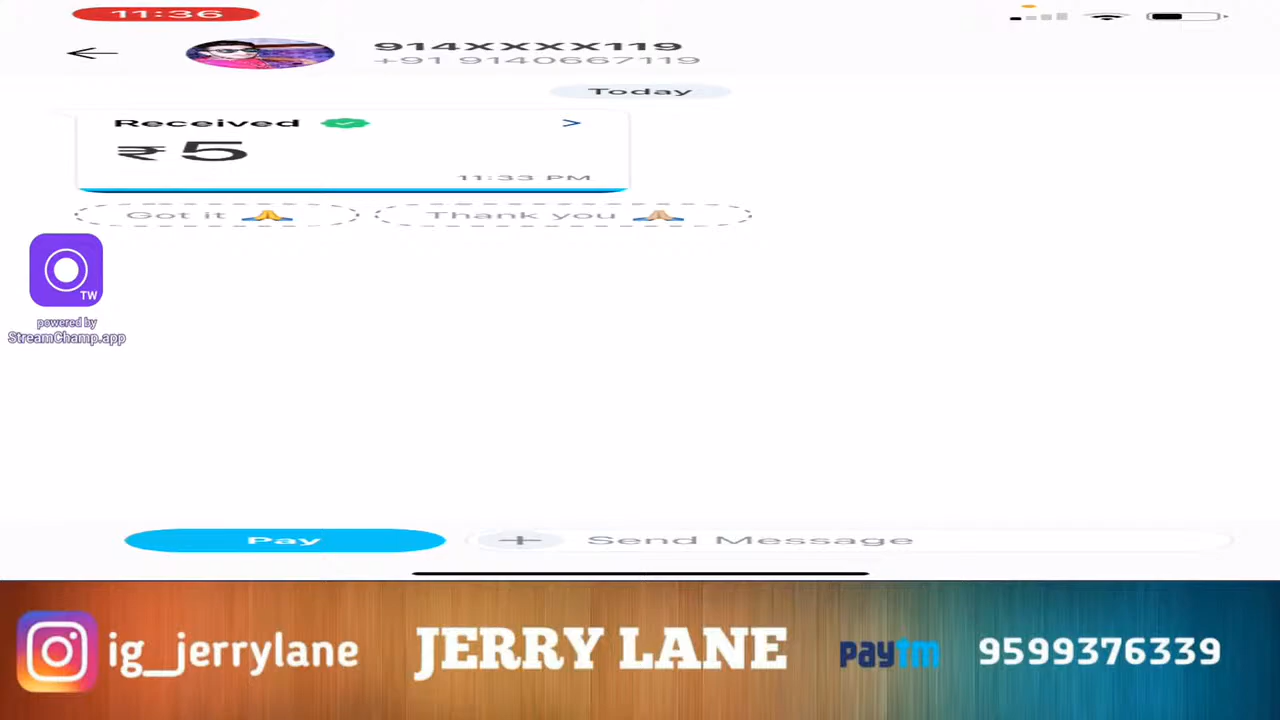 11:36
914XXXX119
+91 9140667119
Today
Received
>
₹5
11:33 PM
Got it 🙏
Thank you 🙏🏼
TW
powered by
StreamChamp.app
Pay
+ Send Message
ig_jerrylane
JERRY LANE
paytm
9599376339